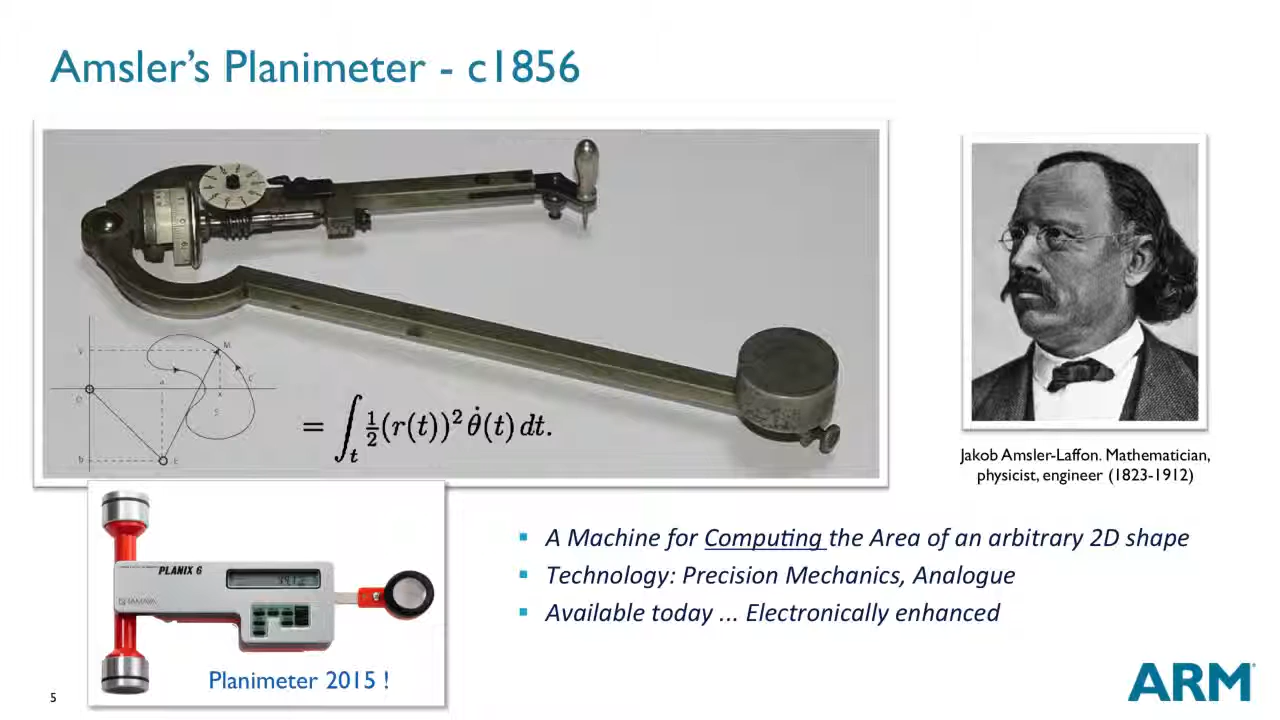 Amsler's Planimeter - c1856
y
M
C
a
x
O
S
b
E
= ∫t ½(r(t))² θ̇(t) dt.
Jakob Amsler-Laffon. Mathematician,
physicist, engineer (1823-1912)
PLANIX 6
Planimeter 2015 !
▪ A Machine for Computing the Area of an arbitrary 2D shape
▪ Technology: Precision Mechanics, Analogue
▪ Available today ... Electronically enhanced
5
ARM